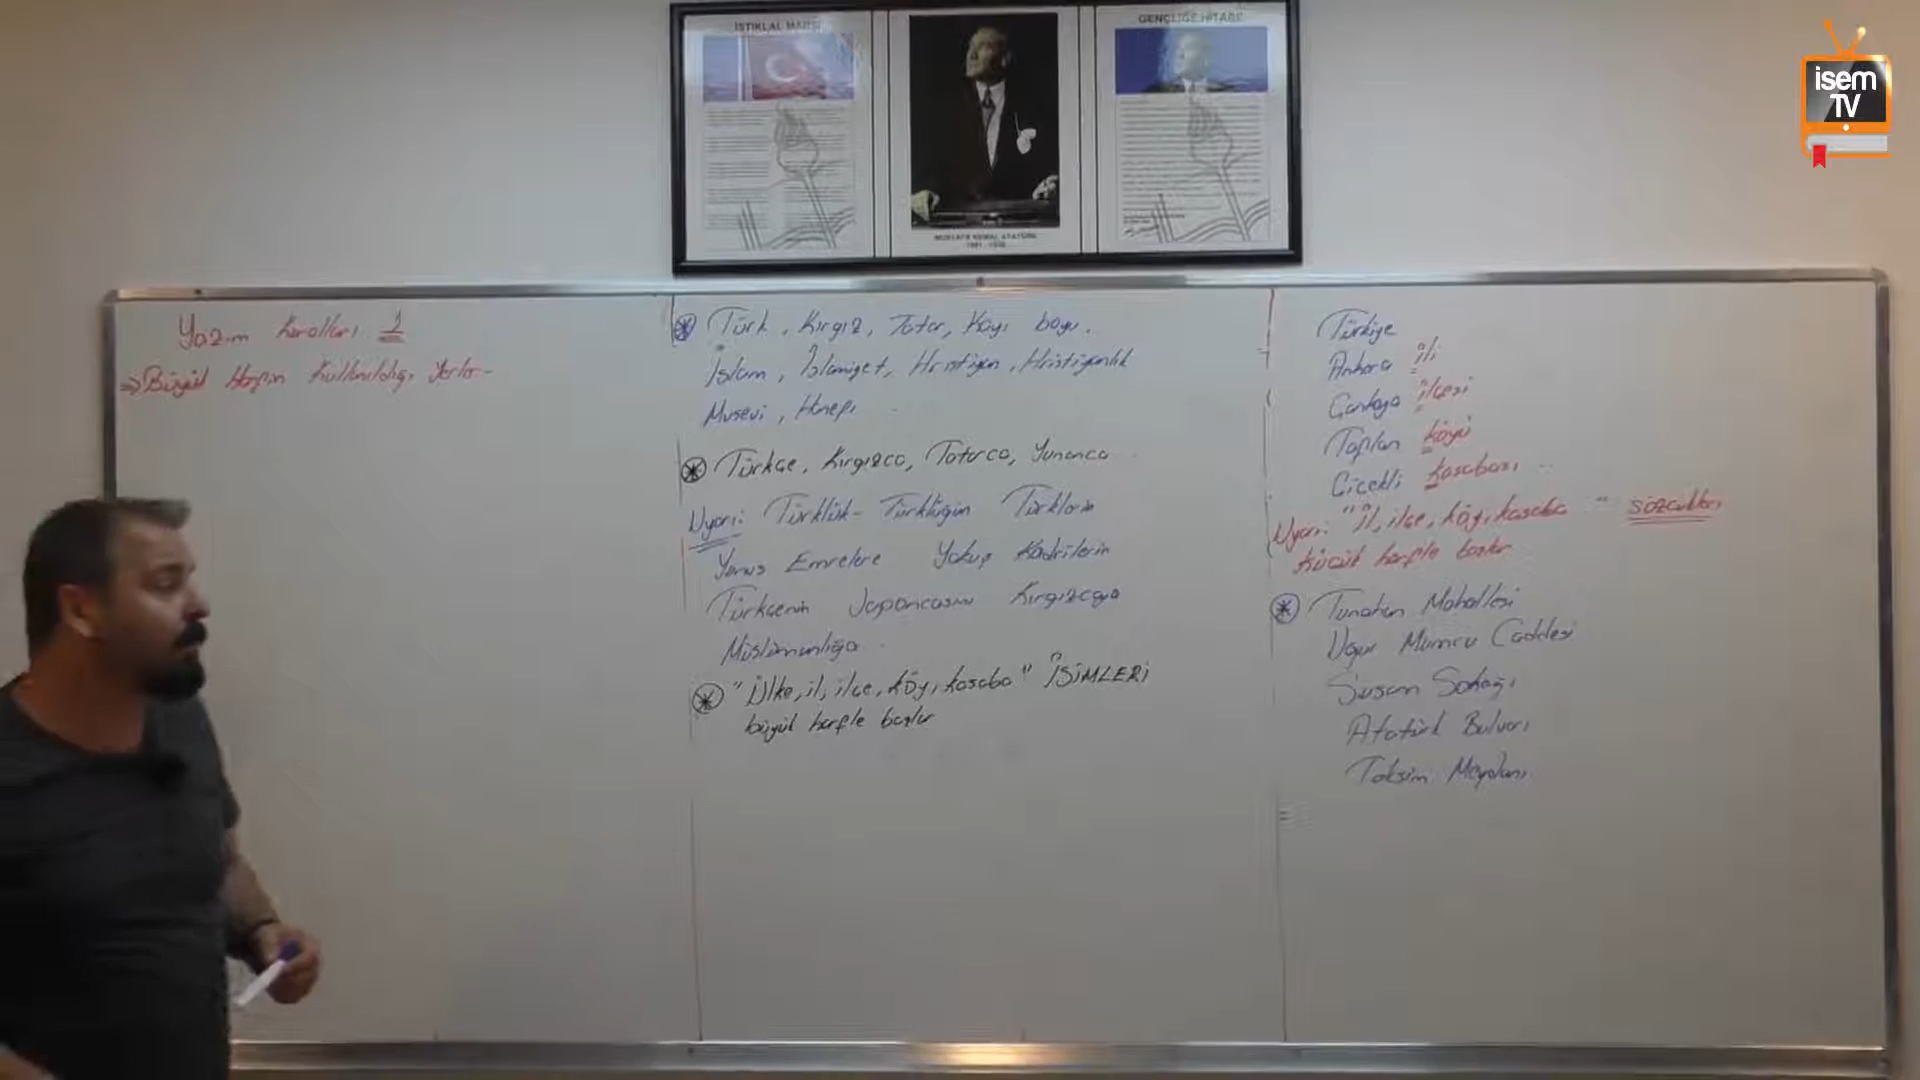 İSTİKLAL MARŞI
MUSTAFA KEMAL ATATÜRK
1881 - 1938
GENÇLİĞE HİTABE
isem
TV
Yazım Kuralları 1
⇒ Büyük Harfin Kullanıldığı Yerler -
* Türk, Kırgız, Tatar, Kayı boyu.
İslam, İslamiyet, Hristiyan, Hristiyanlık
Musevi, Hanefi
* Türkçe, Kırgızca, Tatarca, Yunanca
Uyarı: Türklük - Türklüğün Türklerin
Yunus Emrelere Yakup Kadrilerin
Türkçenin Japoncasını Kırgızcaya
Müslümanlığa
* "Ülke, il, ilçe, köy, kasaba" İSİMLERİ
büyük harfle başlar
Türkiye
Ankara ili
Çankaya ilçesi
Taplan köyü
Çiçekli kasabası ..
Uyarı: "il, ilçe, köy, kasaba" sözcükleri
küçük harfle başlar
* Tunahan Mahallesi
Uğur Mumcu Caddesi
Susam Sokağı
Atatürk Bulvarı
Taksim Meydanı